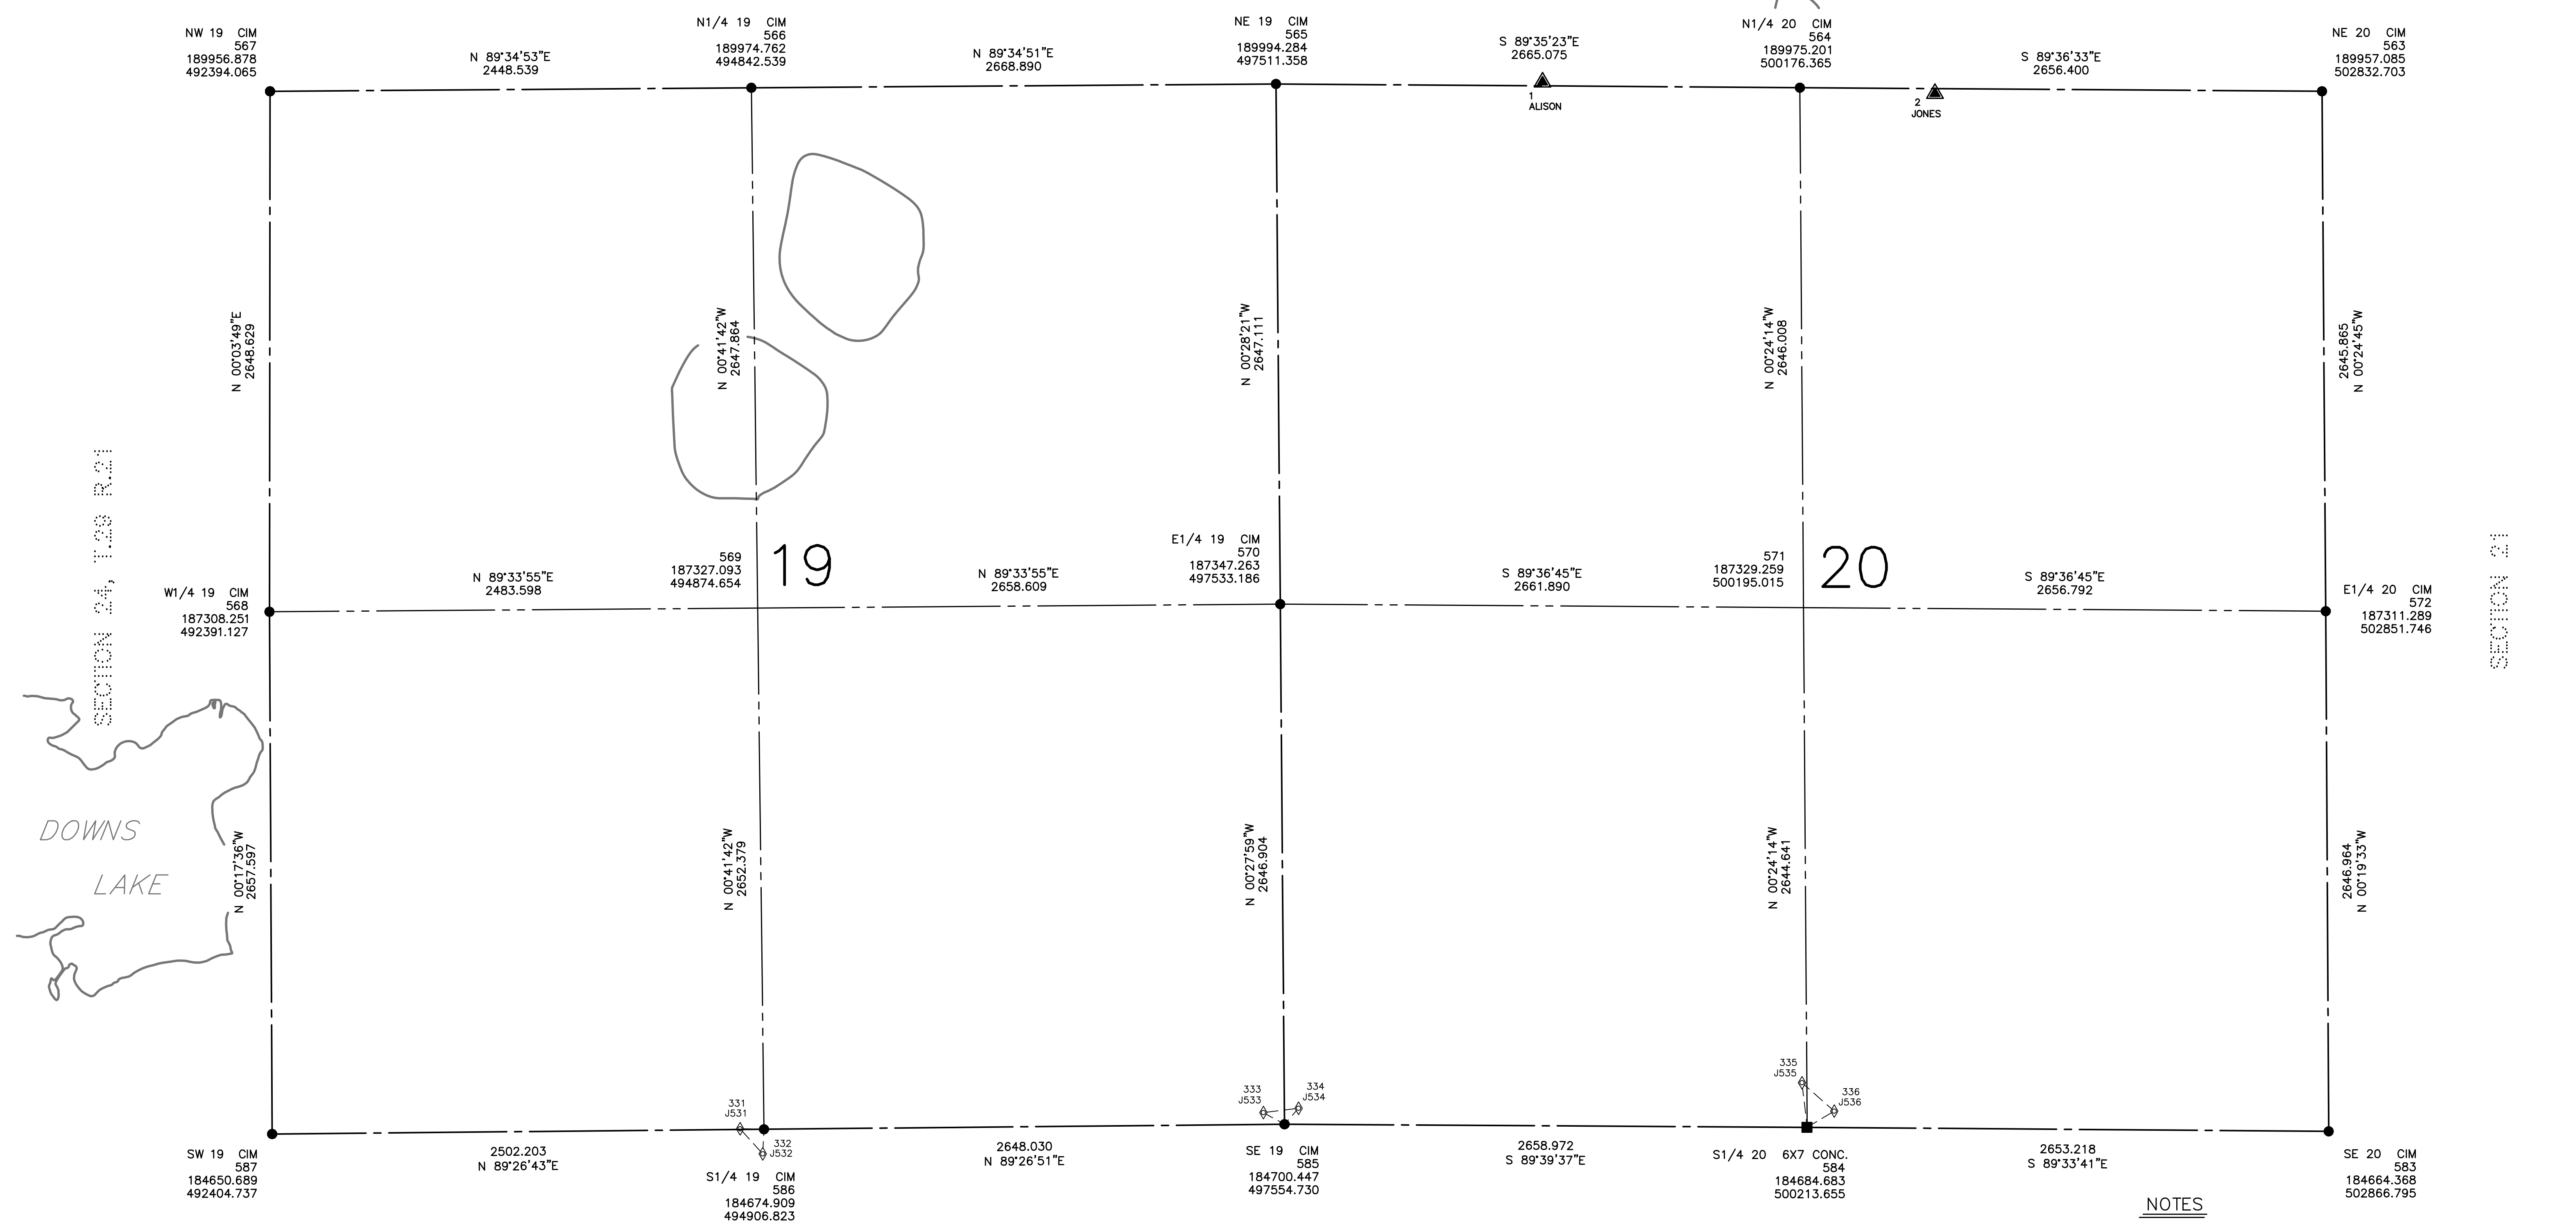 NW 19 CIM
567
189956.878
492394.065
N 89°34'53"E
2448.539
N1/4 19 CIM
566
189974.762
494842.539
N 89°34'51"E
2668.890
NE 19 CIM
565
189994.284
497511.358
S 89°35'23"E
2665.075
1
ALISON
N1/4 20 CIM
564
189975.201
500176.365
2
JONES
S 89°36'33"E
2656.400
NE 20 CIM
563
189957.085
502832.703
N 00°03'49"E
2648.629
N 00°41'42"W
2647.864
N 00°28'21"W
2647.111
N 00°24'14"W
2646.008
2645.865
N 00°24'45"W
SECTION 24, T.29 R.21
W1/4 19 CIM
568
187308.251
492391.127
N 89°33'55"E
2483.598
569
187327.093
494874.654
19
N 89°33'55"E
2658.609
E1/4 19 CIM
570
187347.263
497533.186
S 89°36'45"E
2661.890
571
187329.259
500195.015
20
S 89°36'45"E
2656.792
E1/4 20 CIM
572
187311.289
502851.746
SECTION 21
DOWNS
LAKE
N 00°17'36"W
2657.597
N 00°41'42"W
2652.379
N 00°27'59"W
2646.904
N 00°24'14"W
2644.641
2646.964
N 00°19'33"W
331
J531
332
J532
333
J533
334
J534
335
J535
336
J536
SW 19 CIM
587
184650.689
492404.737
2502.203
N 89°26'43"E
S1/4 19 CIM
586
184674.909
494906.823
2648.030
N 89°26'51"E
SE 19 CIM
585
184700.447
497554.730
2658.972
S 89°39'37"E
S1/4 20 6X7 CONC.
584
184684.683
500213.655
2653.218
S 89°33'41"E
SE 20 CIM
583
184664.368
502866.795
NOTES